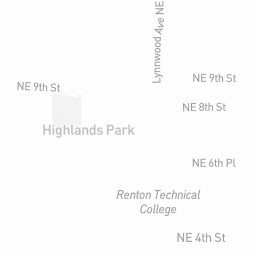 Lynnwood Ave NE
NE 9th St
NE 9th St
NE 8th St
Highlands Park
NE 6th Pl
Renton Technical
College
NE 4th St